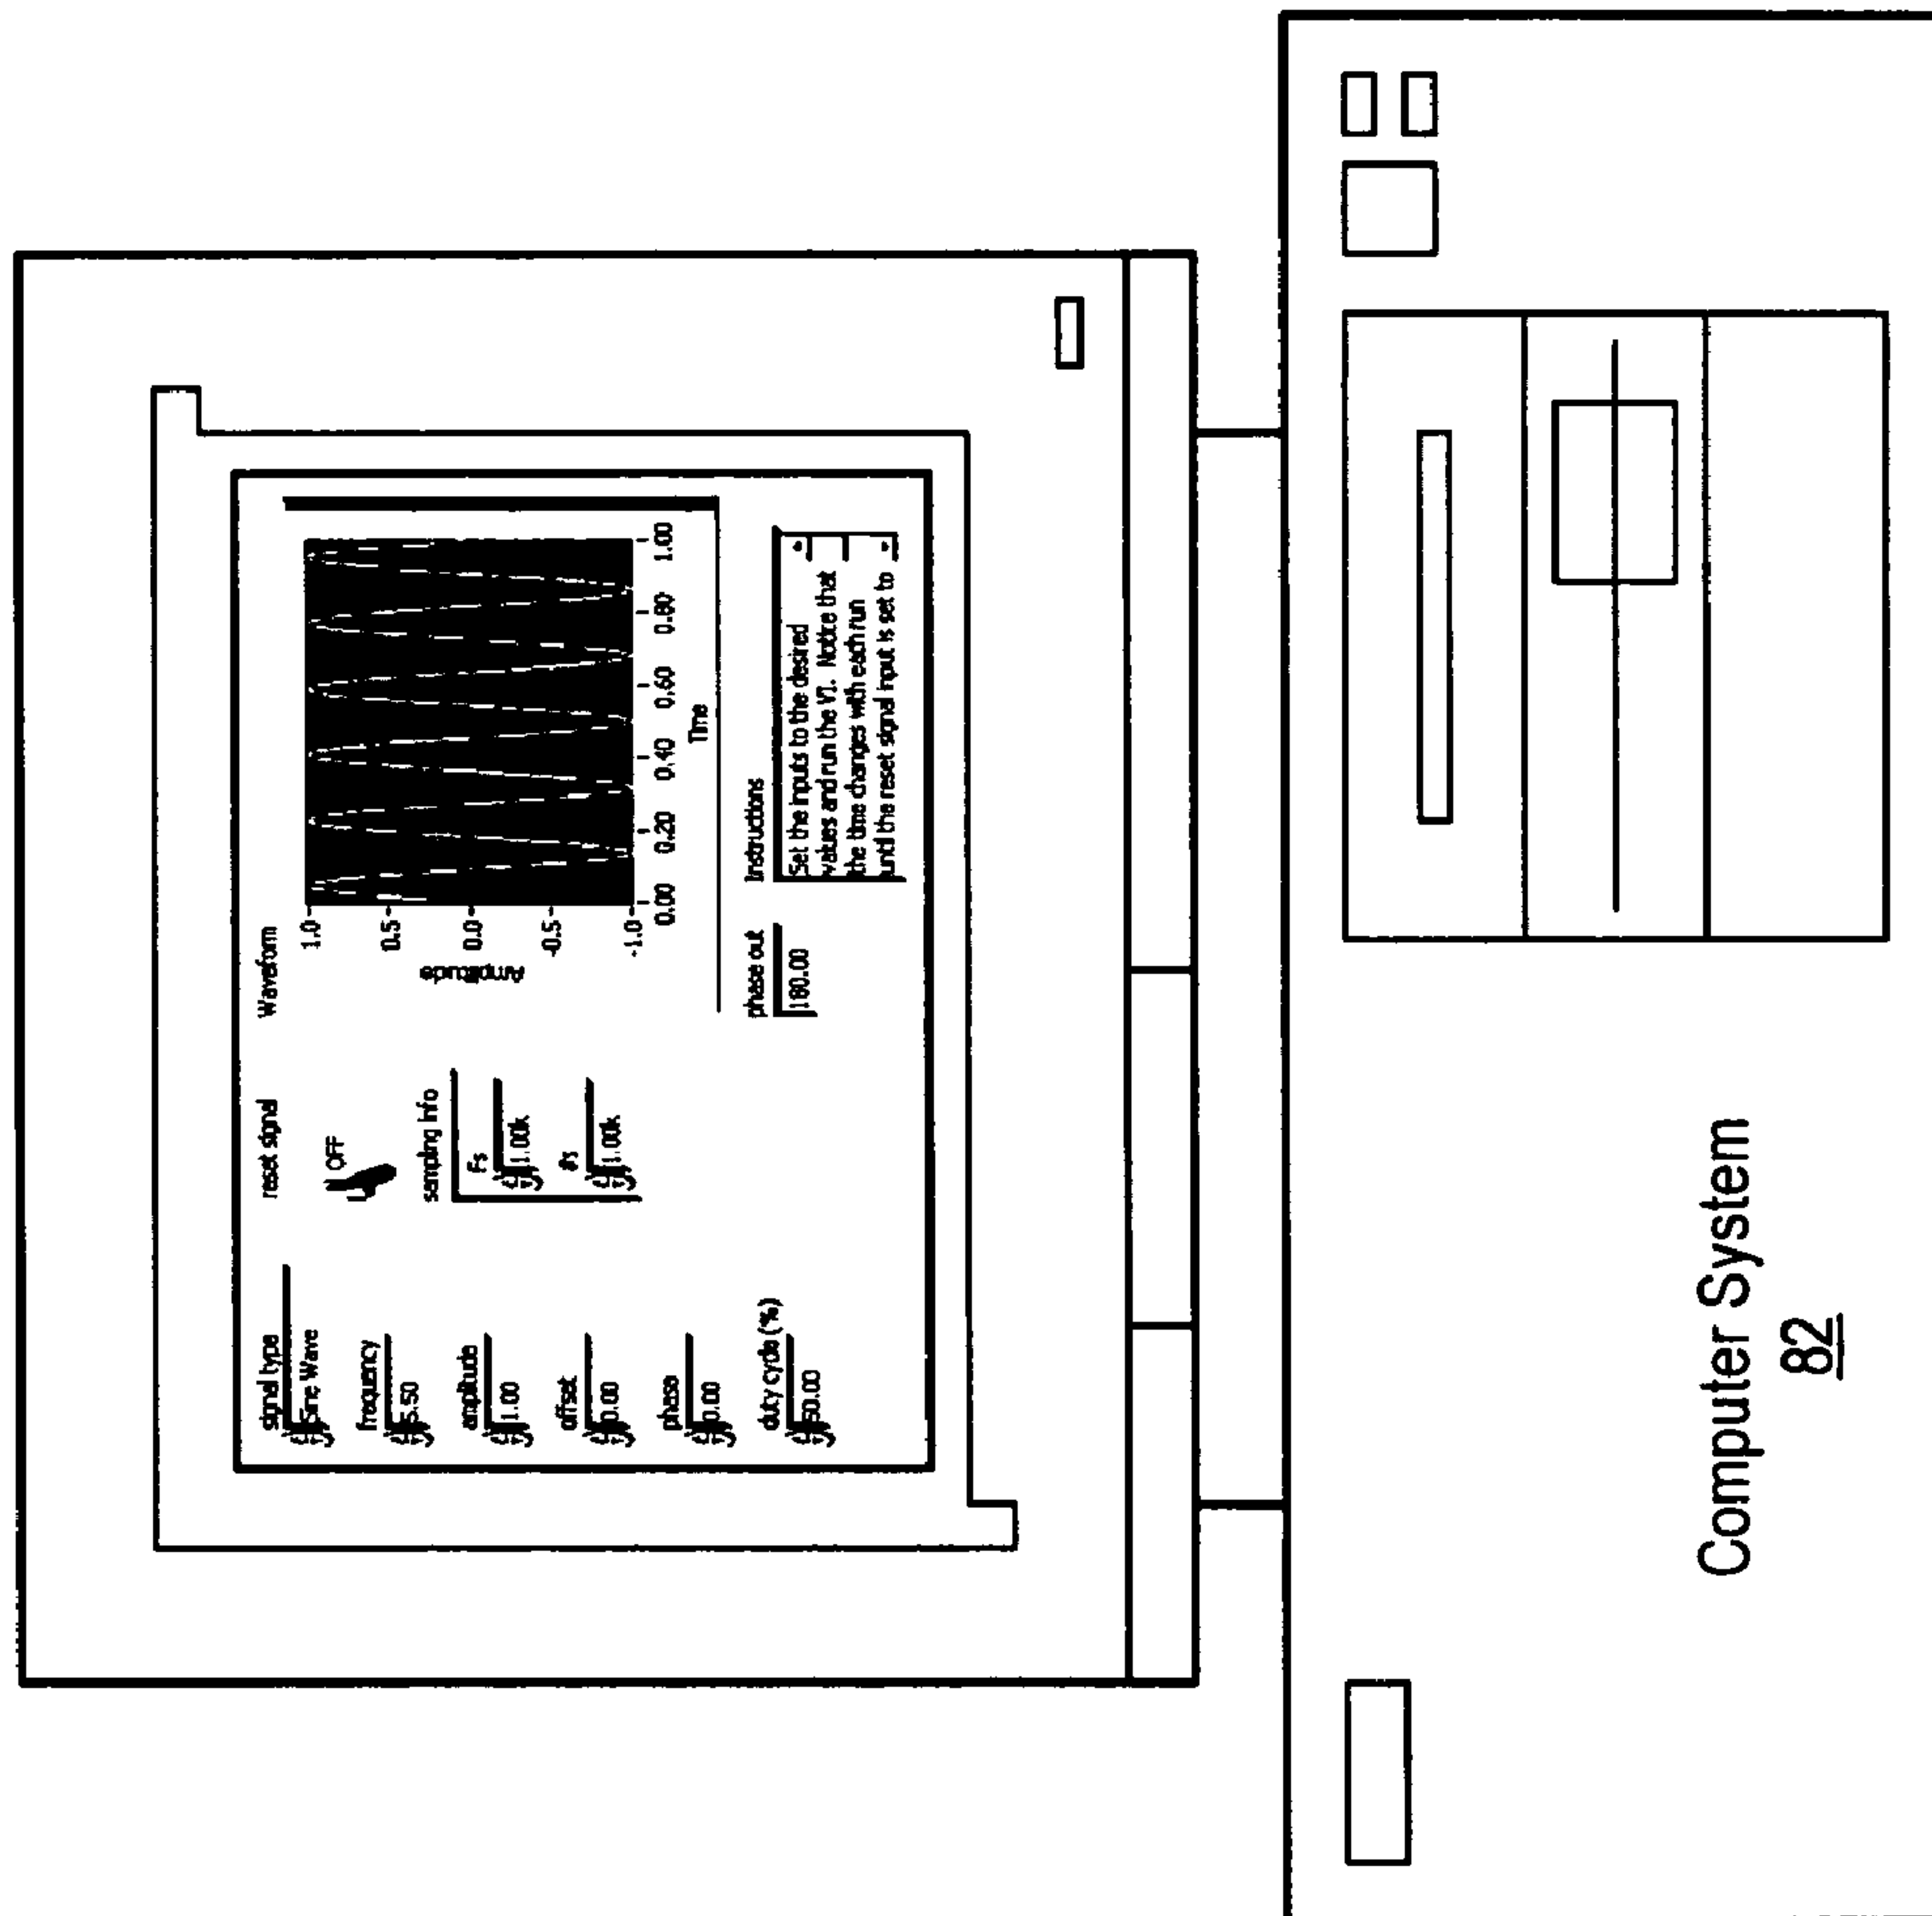 signal type
Sine Wave
frequency
5.50
amplitude
1.00
offset
0.00
phase
0.00
duty cycle (%)
50.00
reset signal
OFF
sampling info
Fs
1.00k
#s
1.00k
Waveform
Amplitude
1.0
0.5
0.0
-0.5
-1.0
0.00 0.20 0.40 0.60 0.80 1.00
Time
phase out
180.00
Instructions
Set the inputs to the desired
values and run the VI. Notice that
the time changes with each run
until the reset signal input is set to
Computer System
82